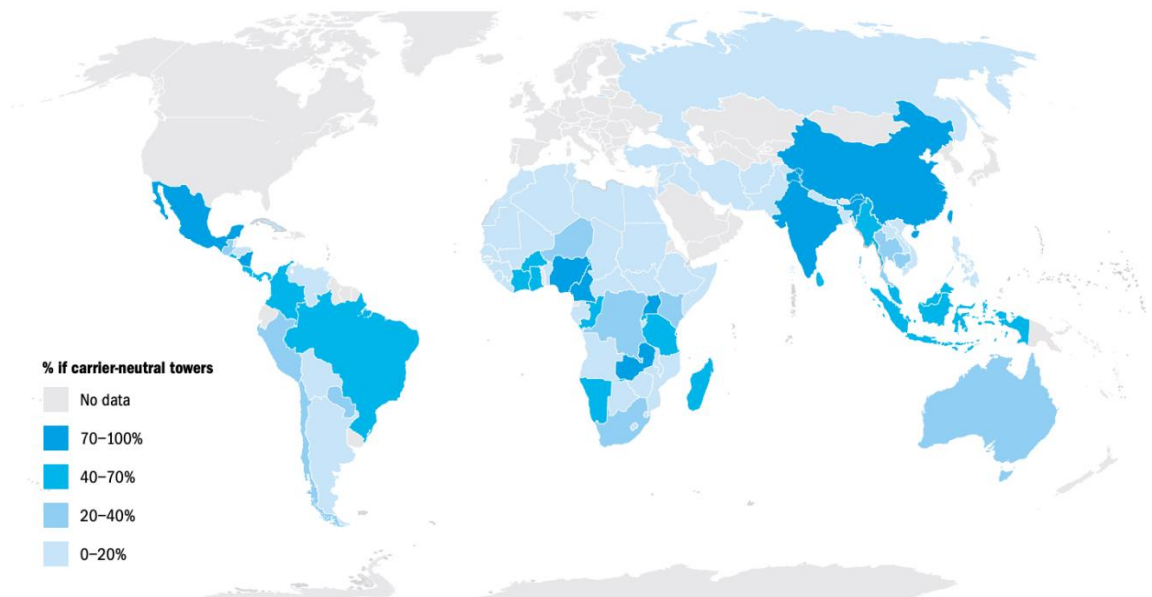 % if carrier-neutral towers
No data
70–100%
40–70%
20–40%
0–20%